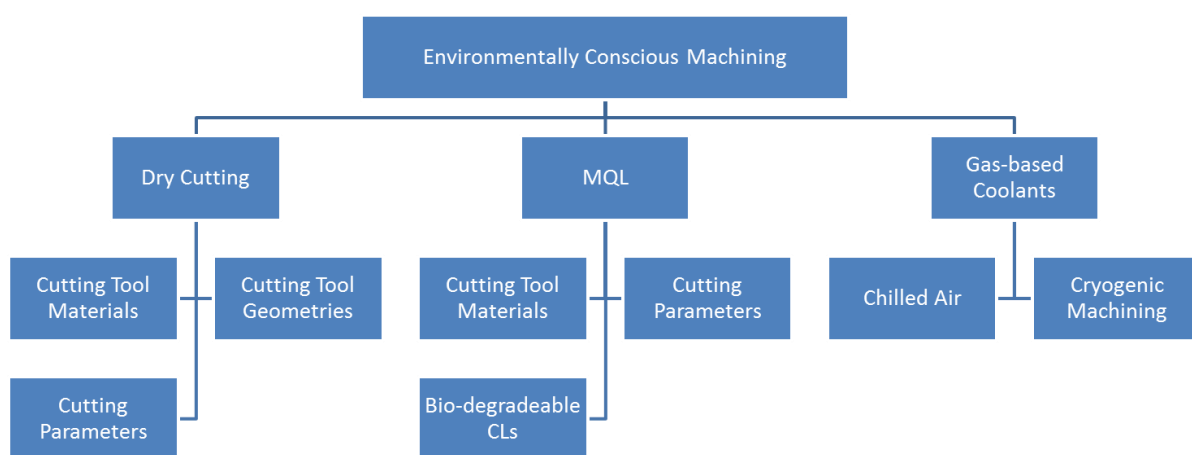 Environmentally Conscious Machining
Dry Cutting
MQL
Gas-based
Coolants
Cutting Tool
Materials
Cutting Tool
Geometries
Cutting Tool
Materials
Cutting
Parameters
Chilled Air
Cryogenic
Machining
Cutting
Parameters
Bio-degradeable
CLs